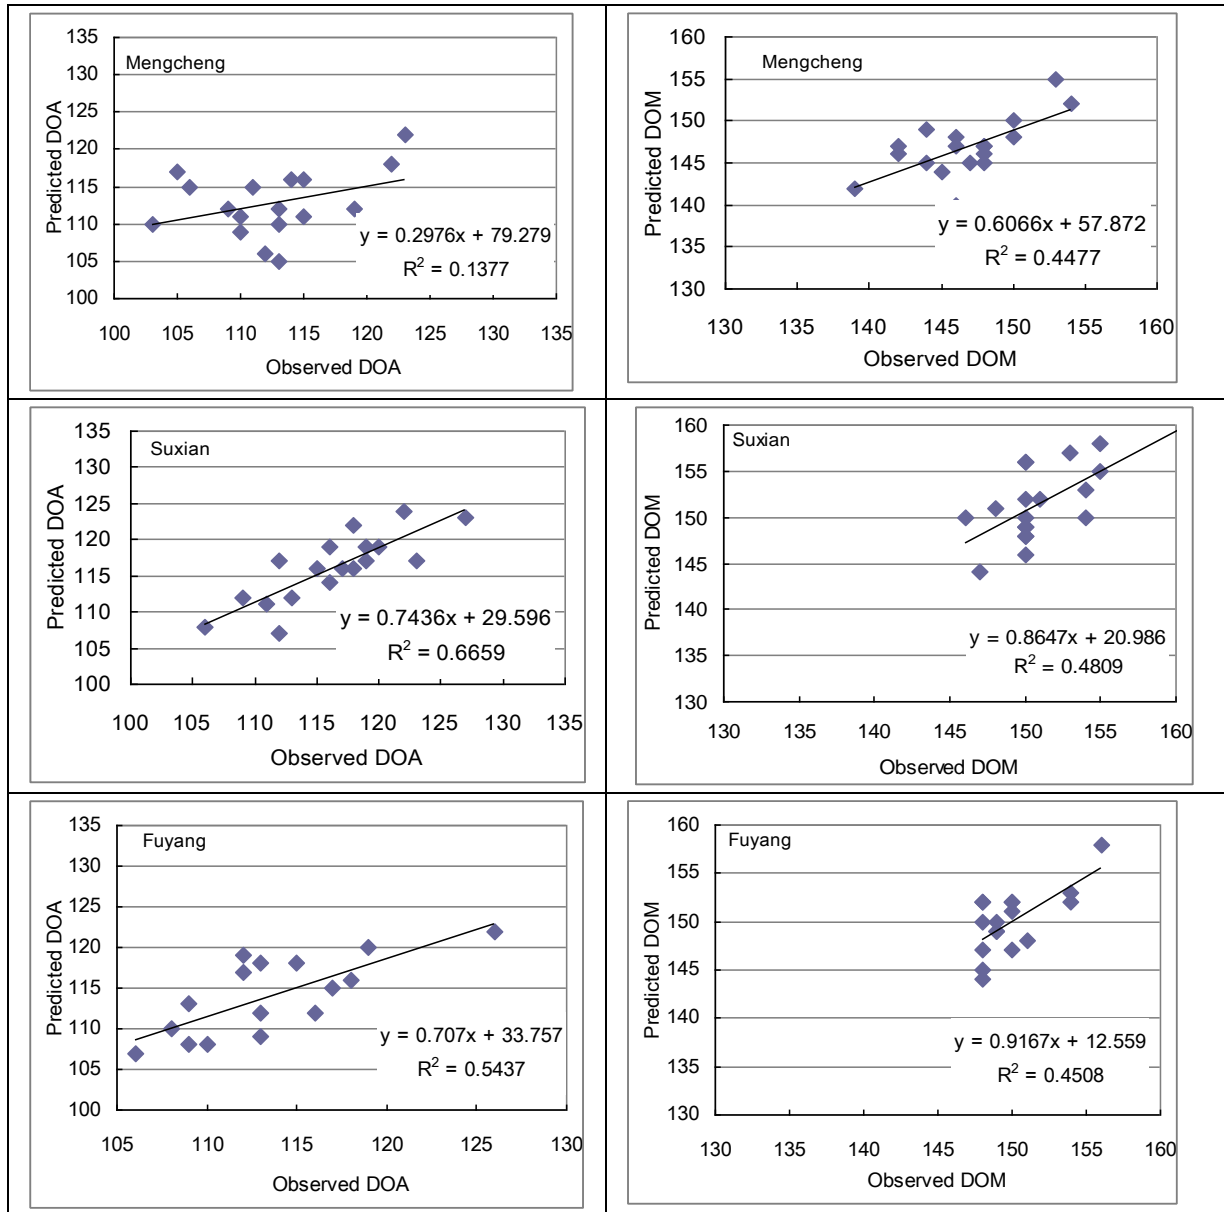 135
130
125
120
115
110
105
100
Predicted DOA
Mengcheng
y = 0.2976x + 79.279
R² = 0.1377
100 105 110 115 120 125 130 135
Observed DOA
160
155
150
145
140
135
130
Predicted DOM
Mengcheng
y = 0.6066x + 57.872
R² = 0.4477
130 135 140 145 150 155 160
Observed DOM
135
130
125
120
115
110
105
100
Predicted DOA
Suxian
y = 0.7436x + 29.596
R² = 0.6659
100 105 110 115 120 125 130 135
Observed DOA
160
155
150
145
140
135
130
Predicted DOM
Suxian
y = 0.8647x + 20.986
R² = 0.4809
130 135 140 145 150 155 160
Observed DOM
135
130
125
120
115
110
105
100
Predicted DOA
Fuyang
y = 0.707x + 33.757
R² = 0.5437
105 110 115 120 125 130
Observed DOA
160
155
150
145
140
135
130
Predicted DOM
Fuyang
y = 0.9167x + 12.559
R² = 0.4508
130 135 140 145 150 155 160
Observed DOM